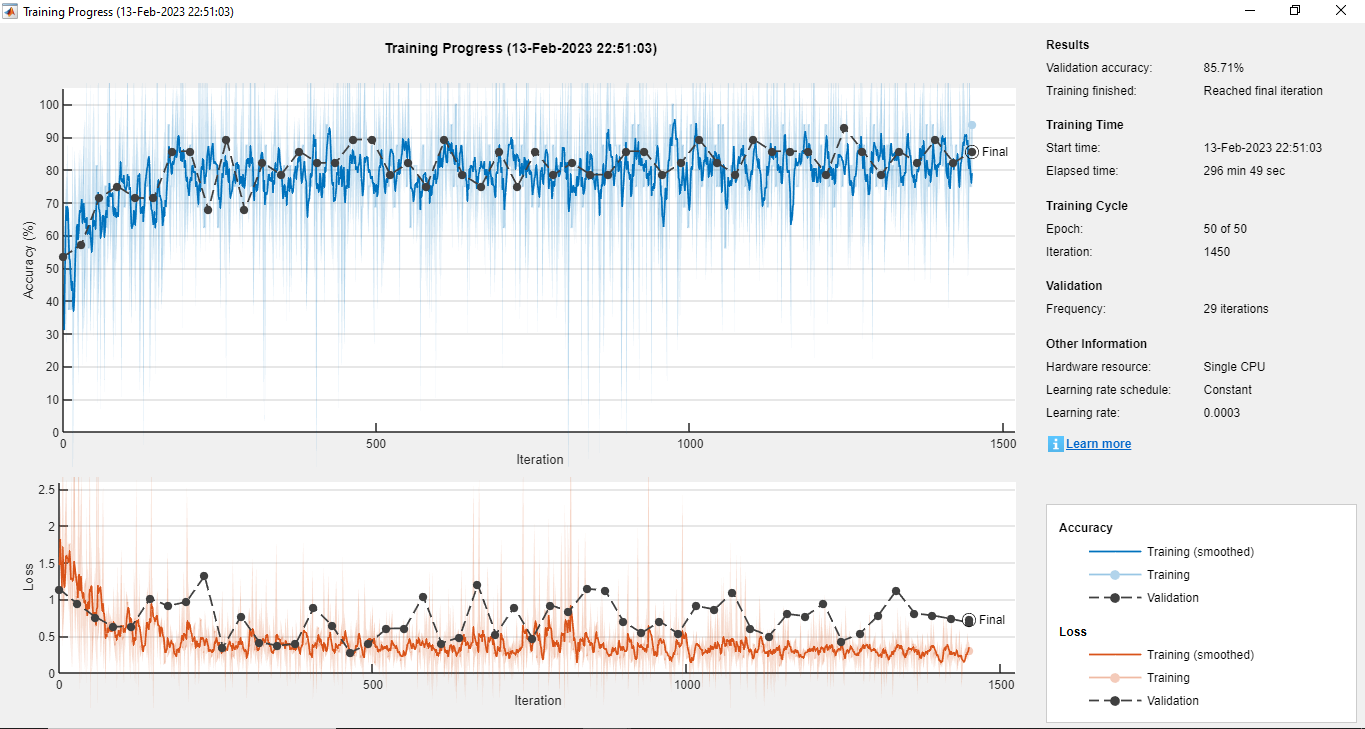 Training Progress (13-Feb-2023 22:51:03)
Training Progress (13-Feb-2023 22:51:03)
Accuracy (%)
100
90
80
70
60
50
40
30
20
10
0
Final
0
500
1000
1500
Iteration
Loss
2.5
2
1.5
1
0.5
0
Final
0
500
1000
1500
Iteration
Results
Validation accuracy: 85.71%
Training finished: Reached final iteration
Training Time
Start time: 13-Feb-2023 22:51:03
Elapsed time: 296 min 49 sec
Training Cycle
Epoch: 50 of 50
Iteration: 1450
Validation
Frequency: 29 iterations
Other Information
Hardware resource: Single CPU
Learning rate schedule: Constant
Learning rate: 0.0003
i Learn more
Accuracy
Training (smoothed)
Training
Validation
Loss
Training (smoothed)
Training
Validation